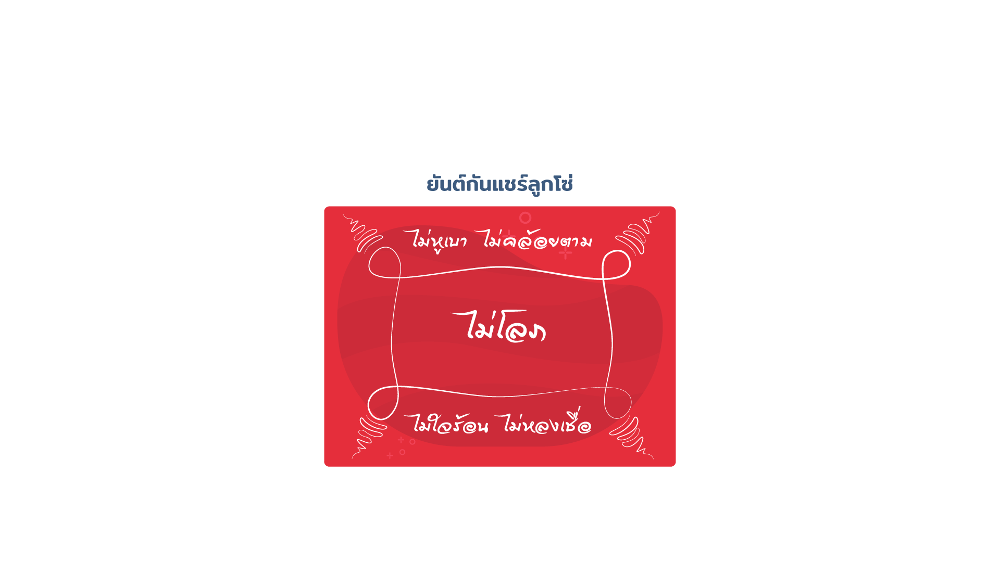 ยันต์กันแชร์ลูกโซ่
ไม่หูเบา ไม่คล้อยตาม
ไม่โลภ
ไม่ใจร้อน ไม่หลงเชื่อ